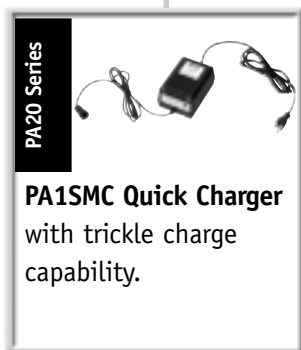 PA20 Series
PA1SMC Quick Charger
with trickle charge
capability.